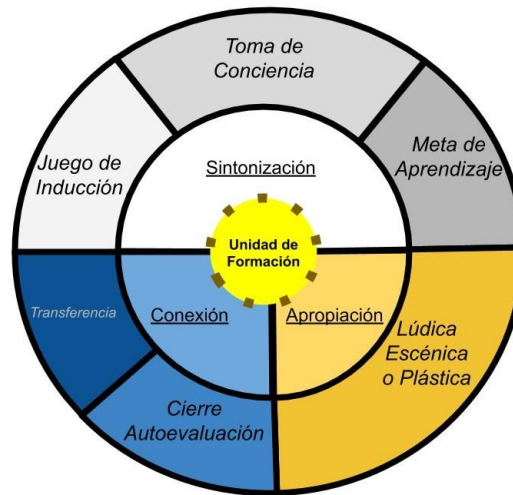 Toma de
Conciencia
Juego de
Inducción
Meta de
Aprendizaje
Sintonización
Unidad de
Formación
Transferencia
Conexión
Apropiación
Lúdica
Escénica
o Plástica
Cierre
Autoevaluación